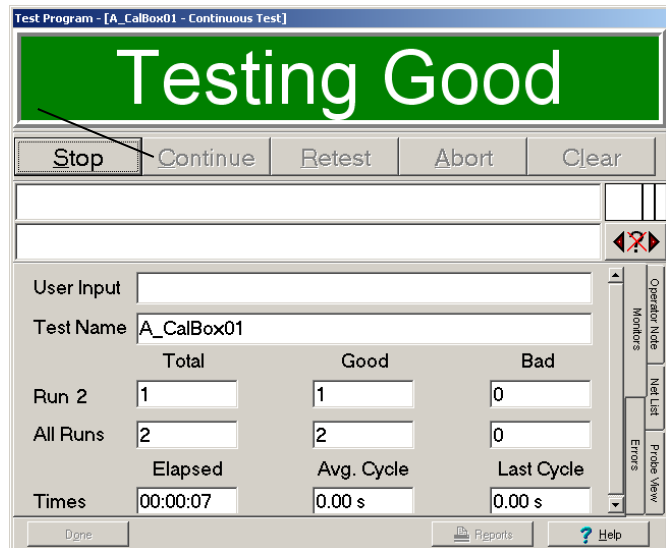 Test Program - [A_CalBox01 - Continuous Test]
Testing Good
Stop Continue Retest Abort Clear
User Input
Test Name A_CalBox01
Total Good Bad
Run 2 1 1 0
All Runs 2 2 0
Elapsed Avg. Cycle Last Cycle
Times 00:00:07 0.00 s 0.00 s
Monitors
Errors
Operator Note
Net List
Probe View
Done Reports ? Help